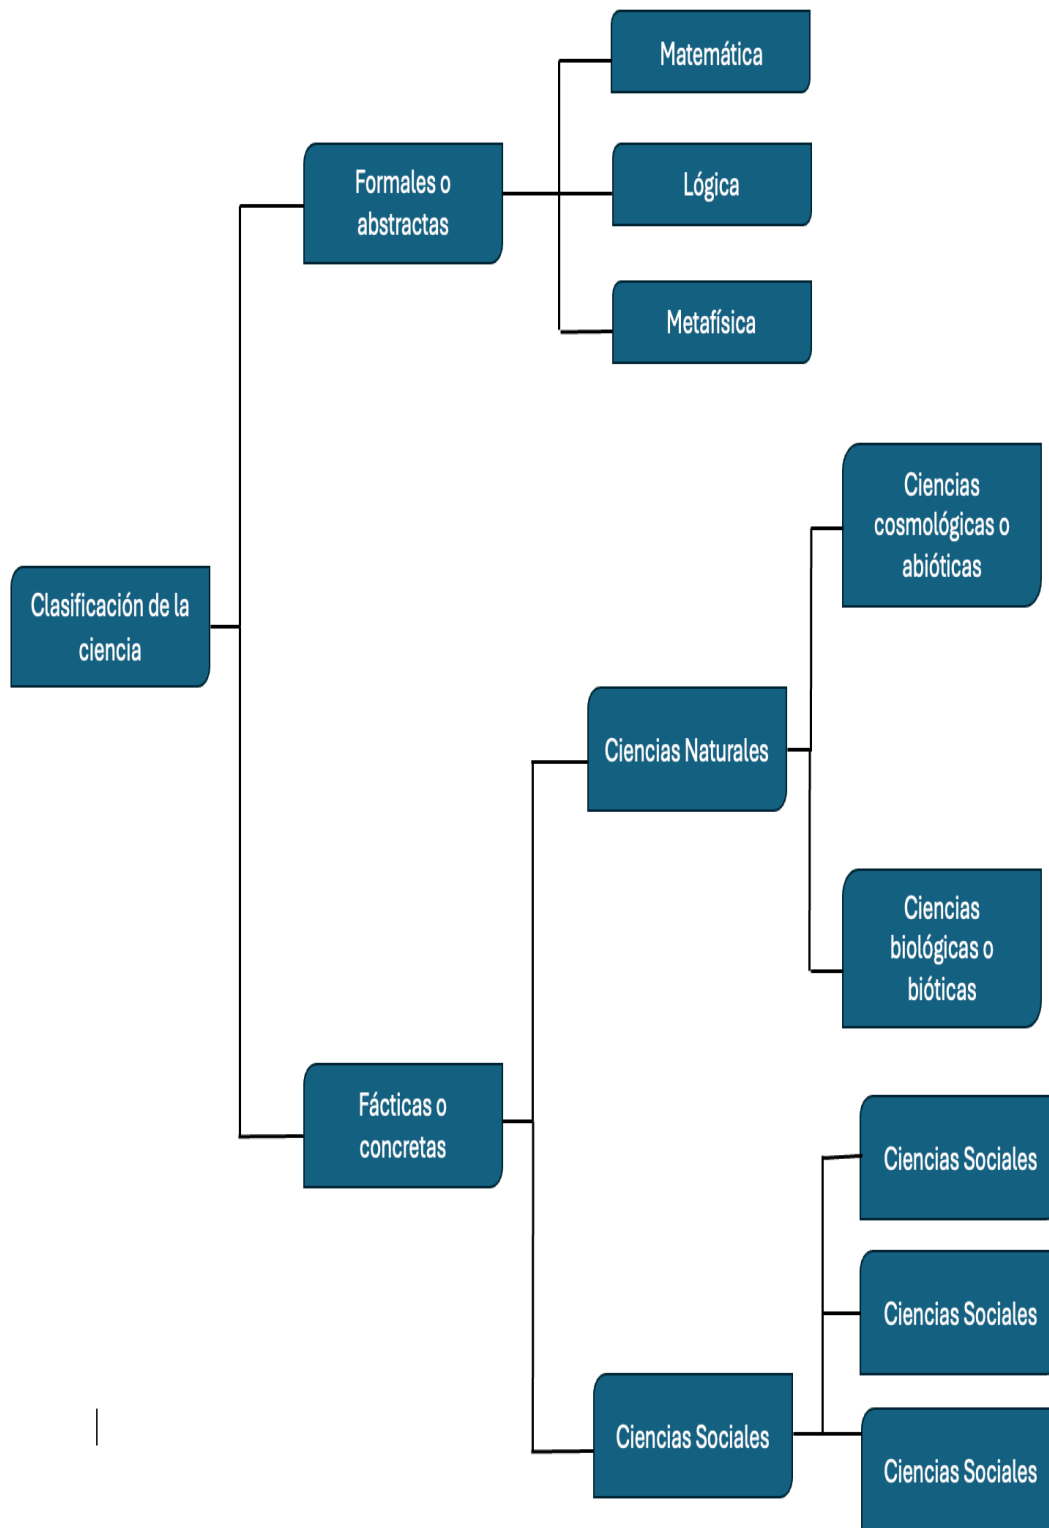 Matemática
Formales o
abstractas
Lógica
Metafísica
Ciencias
cosmológicas o
abióticas
Clasificación de la
ciencia
Ciencias Naturales
Ciencias
biológicas o
bióticas
Fácticas o
concretas
Ciencias Sociales
Ciencias Sociales
Ciencias Sociales
Ciencias Sociales